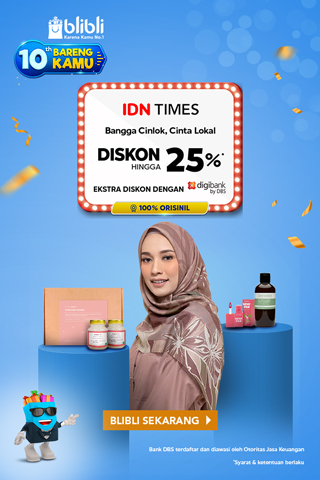 blibli
Karena Kamu No.1
10th BARENG
KAMU
IDN TIMES
Bangga Cinlok, Cinta Lokal
DISKON
HINGGA
25%*
EKSTRA DISKON DENGAN
digibank
by DBS
100% ORISINIL
BLIBLI SEKARANG
Bank DBS terdaftar dan diawasi oleh Otoritas Jasa Keuangan
*Syarat & ketentuan berlaku